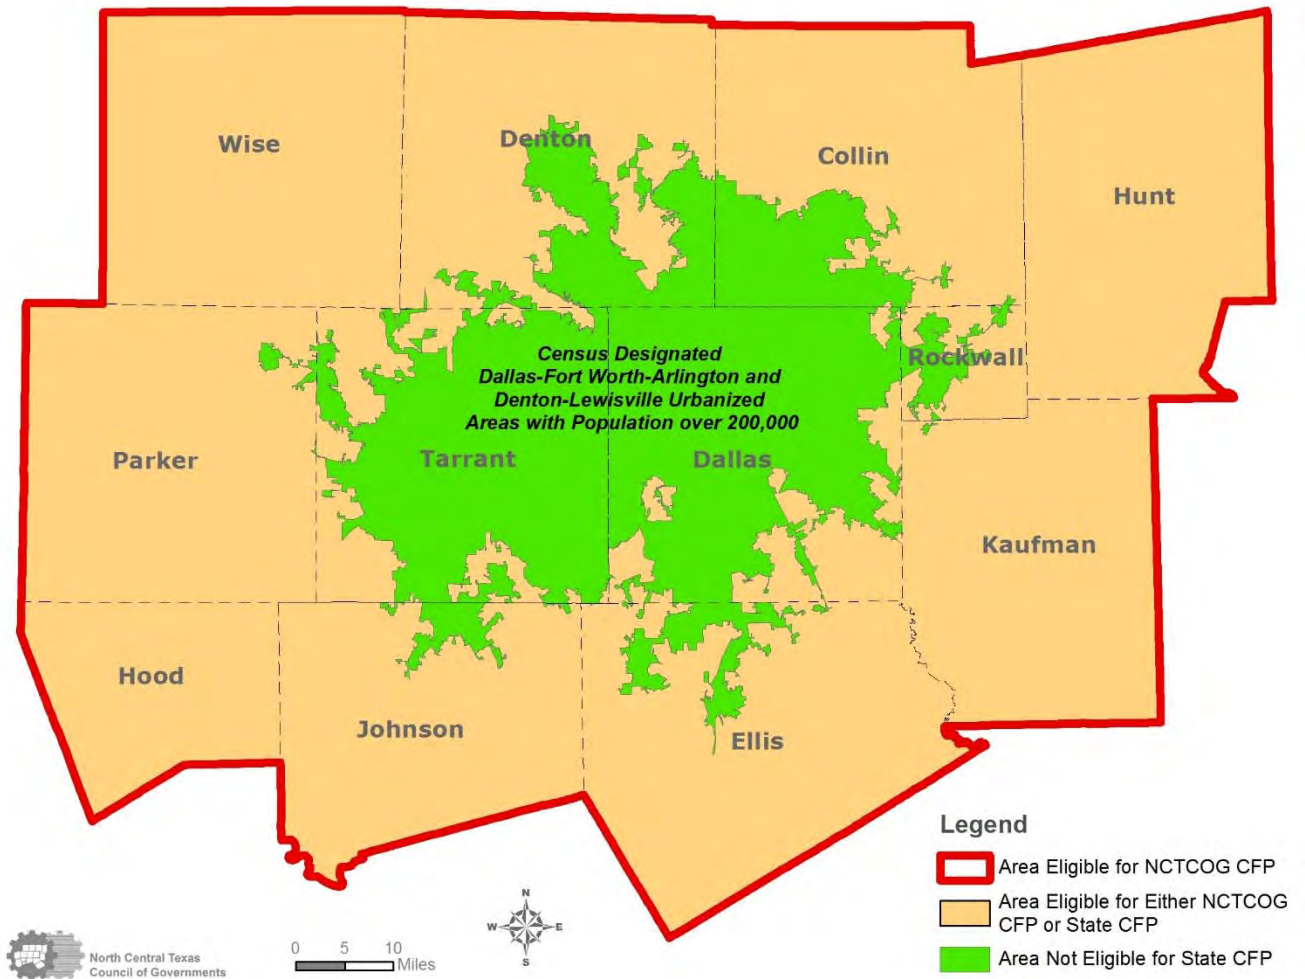 Wise
Denton
Collin
Hunt
Census Designated
Dallas-Fort Worth-Arlington and
Denton-Lewisville Urbanized
Areas with Population over 200,000
Rockwall
Parker
Tarrant
Dallas
Kaufman
Hood
Johnson
Ellis
Legend
Area Eligible for NCTCOG CFP
Area Eligible for Either NCTCOG
CFP or State CFP
Area Not Eligible for State CFP
N
W E
S
0 5 10
Miles
North Central Texas
Council of Governments